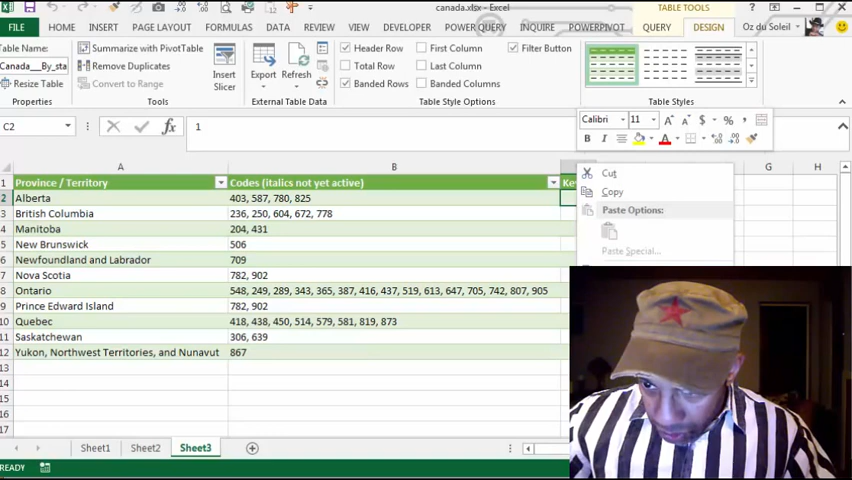 canada.xlsx - Excel
TABLE TOOLS
FILE HOME INSERT PAGE LAYOUT FORMULAS DATA REVIEW VIEW DEVELOPER POWER QUERY INQUIRE POWERPIVOT QUERY DESIGN Oz du Soleil
Table Name:
Canada___By_sta
Resize Table
Properties
Summarize with PivotTable
Remove Duplicates
Convert to Range
Tools
Insert
Slicer
Export
Refresh
External Table Data
Header Row
Total Row
Banded Rows
First Column
Last Column
Banded Columns
Filter Button
Table Style Options
Table Styles
C2
fx
1
Calibri 11 A A $ % ,
B I A
A B G H
1 Province / Territory Codes (italics not yet active) Ke
2 Alberta 403, 587, 780, 825
3 British Columbia 236, 250, 604, 672, 778
4 Manitoba 204, 431
5 New Brunswick 506
6 Newfoundland and Labrador 709
7 Nova Scotia 782, 902
8 Ontario 548, 249, 289, 343, 365, 387, 416, 437, 519, 613, 647, 705, 742, 807, 905
9 Prince Edward Island 782, 902
10 Quebec 418, 438, 450, 514, 579, 581, 819, 873
11 Saskatchewan 306, 639
12 Yukon, Northwest Territories, and Nunavut 867
13
14
15
16
17
Cut
Copy
Paste Options:
Paste Special...
Sheet1 Sheet2 Sheet3
READY